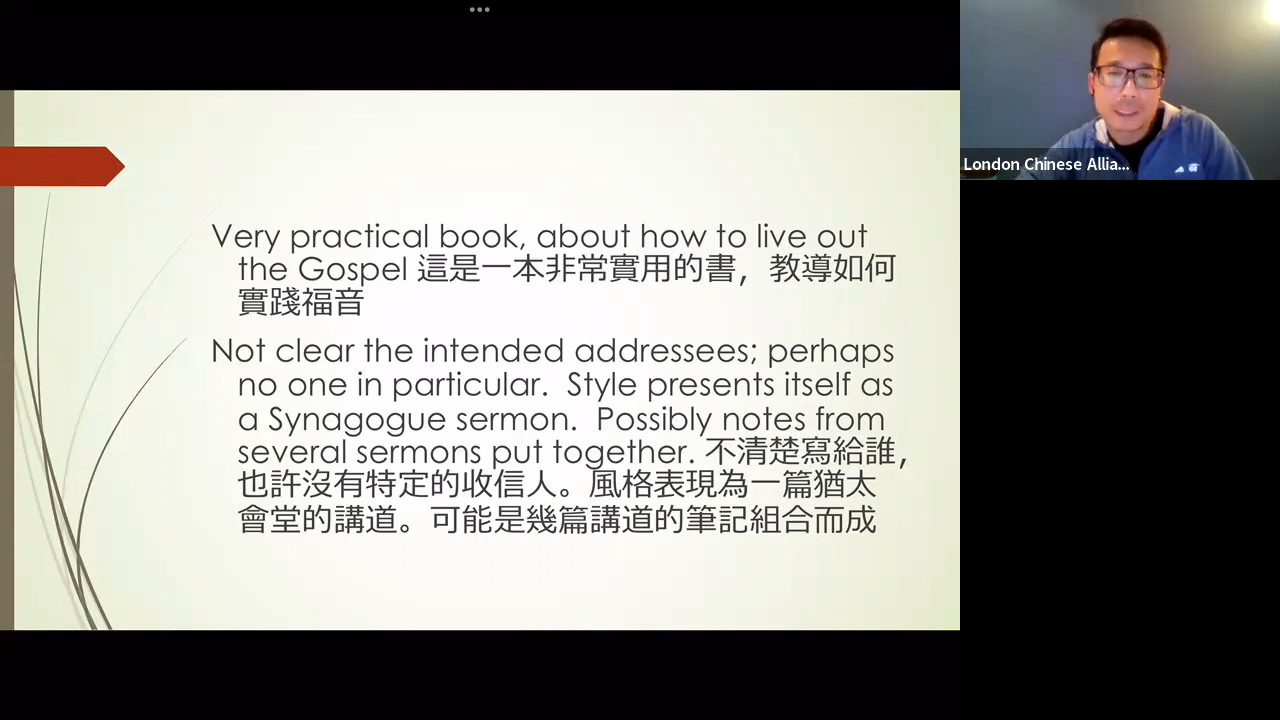 Very practical book, about how to live out
the Gospel 這是一本非常實用的書，教導如何
實踐福音
Not clear the intended addressees; perhaps
no one in particular.  Style presents itself as
a Synagogue sermon.  Possibly notes from
several sermons put together. 不清楚寫給誰，
也許沒有特定的收信人。風格表現為一篇猶太
會堂的講道。可能是幾篇講道的筆記組合而成
London Chinese Allia...